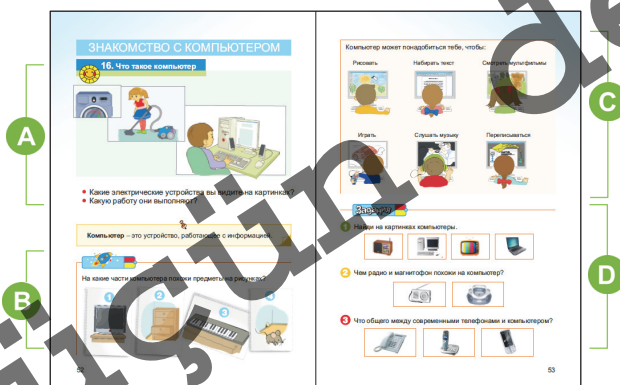 ЗНАКОМСТВО С КОМПЬЮТЕРОМ
16. Что такое компьютер
A
Какие электрические устройства вы видите на картинках?
Какую работу они выполняют?
Компьютер – это устройство, работающее с информацией.
B
На какие части компьютера похожи предметы на рисунках?
1
2
3
4
52
Компьютер может понадобиться тебе, чтобы:
Рисовать Набирать текст Смотреть мультфильмы
C
Играть Слушать музыку Переписываться
1 Найди на картинках компьютеры.
D
2 Чем радио и магнитофон похожи на компьютер?
3 Что общего между современными телефонами и компьютером?
53